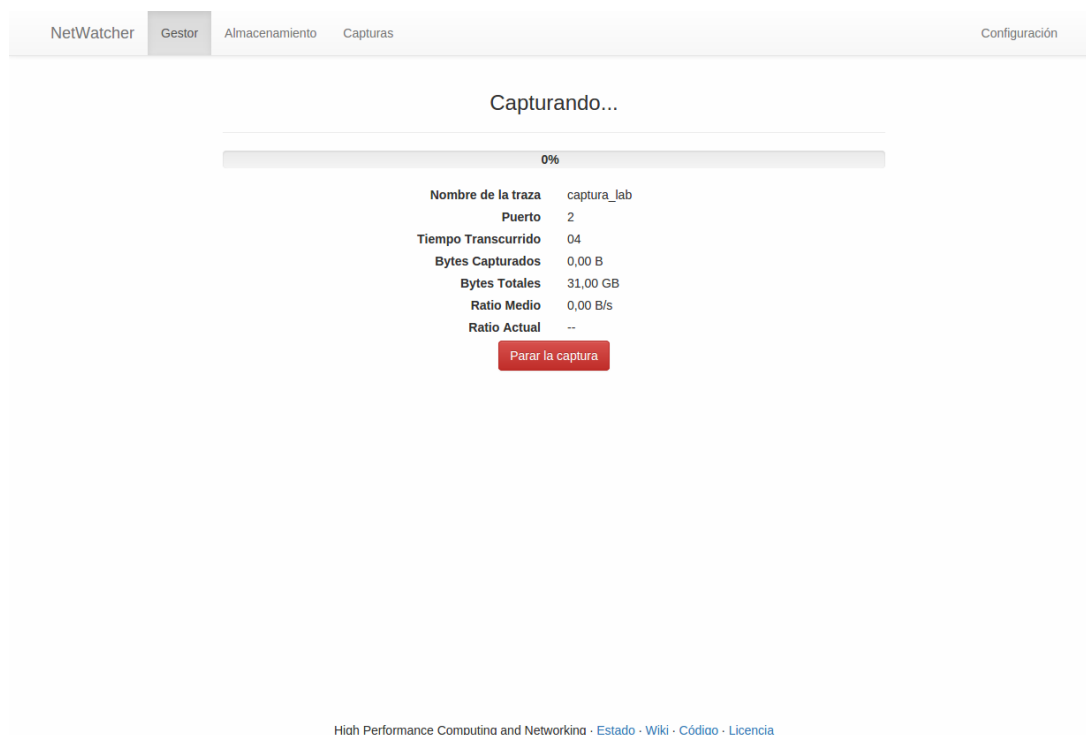 NetWatcher Gestor Almacenamiento Capturas Configuración
Capturando...
0%
Nombre de la traza captura_lab
Puerto 2
Tiempo Transcurrido 04
Bytes Capturados 0,00 B
Bytes Totales 31,00 GB
Ratio Medio 0,00 B/s
Ratio Actual --
Parar la captura
High Performance Computing and Networking · Estado · Wiki · Código · Licencia